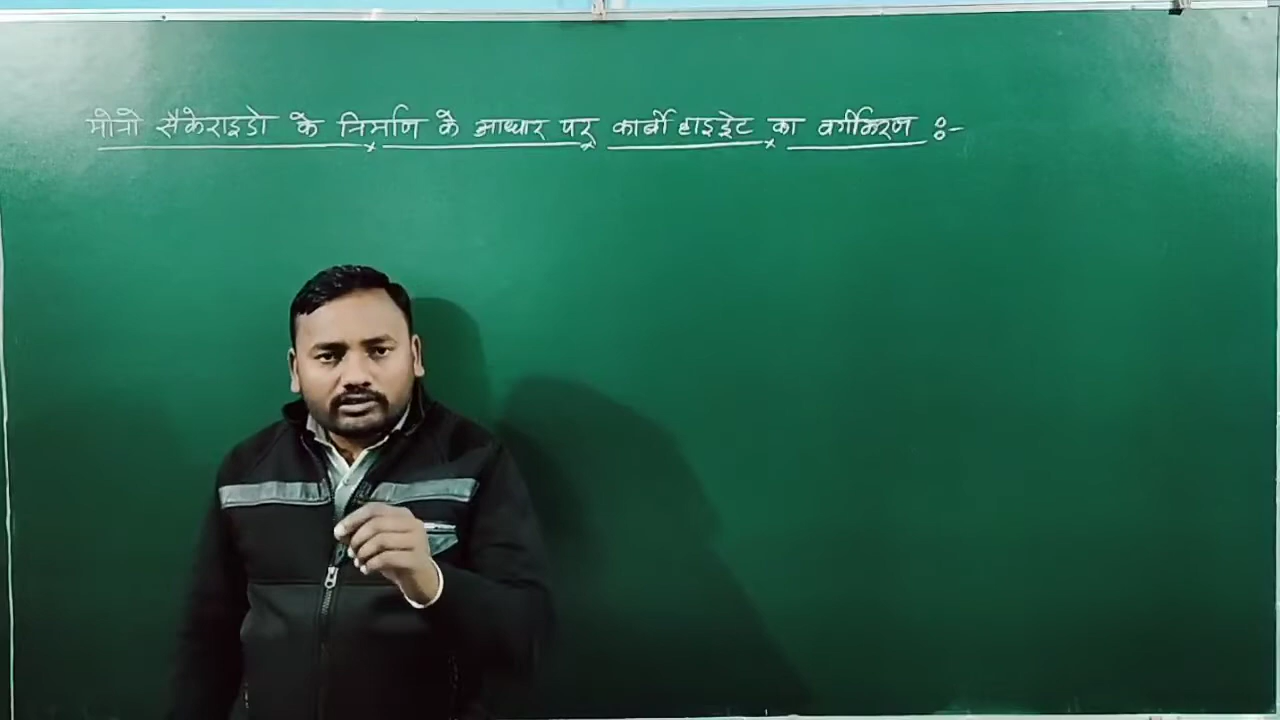 मोनो सैकेराइडो के निर्माण के आधार पर कार्बोहाइड्रेट का वर्गीकरण :-